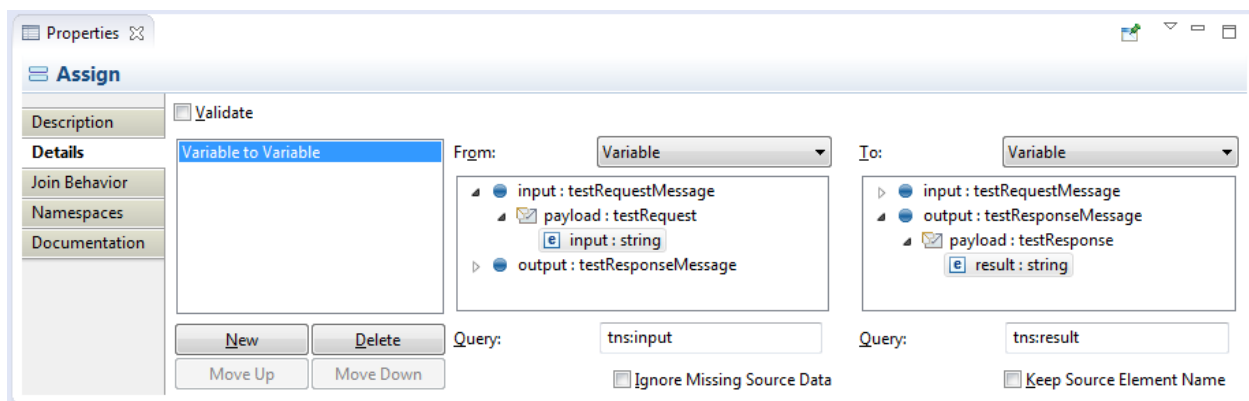 Properties
Assign
Description
Details
Join Behavior
Namespaces
Documentation
Validate
Variable to Variable
New Delete
Move Up Move Down
From: Variable
input : testRequestMessage
payload : testRequest
e input : string
output : testResponseMessage
Query: tns:input
Ignore Missing Source Data
To: Variable
input : testRequestMessage
output : testResponseMessage
payload : testResponse
e result : string
Query: tns:result
Keep Source Element Name